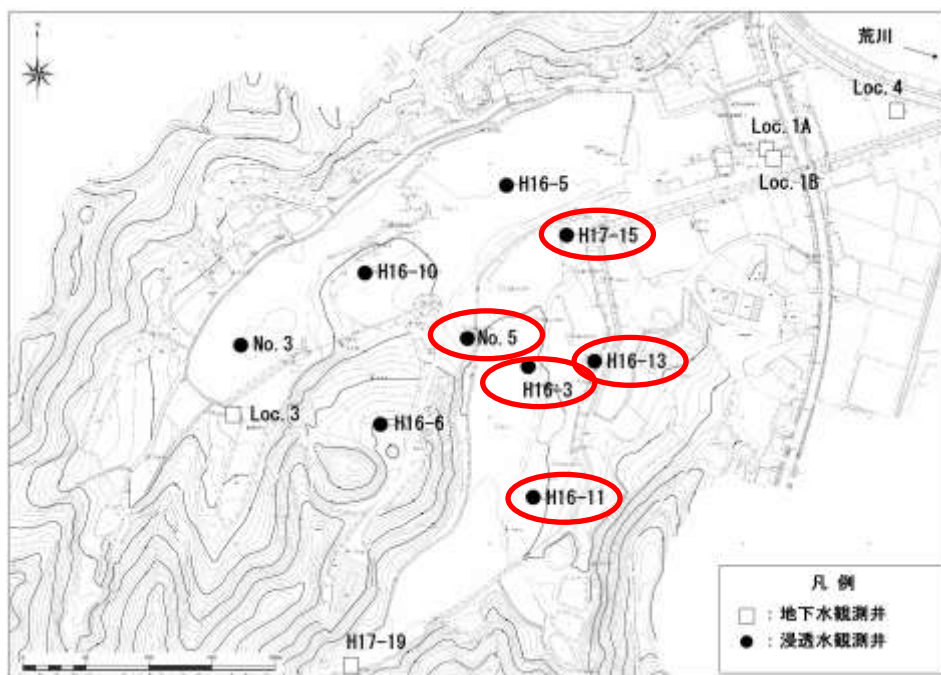 荒川
Loc. 4
Loc. 1A
Loc. 1B
H16-5
H17-15
H16-10
No. 5
No. 3
H16-13
H16-3
Loc. 3
H16-6
H16-11
H17-19
凡 例
□ : 地下水観測井
● : 浸透水観測井